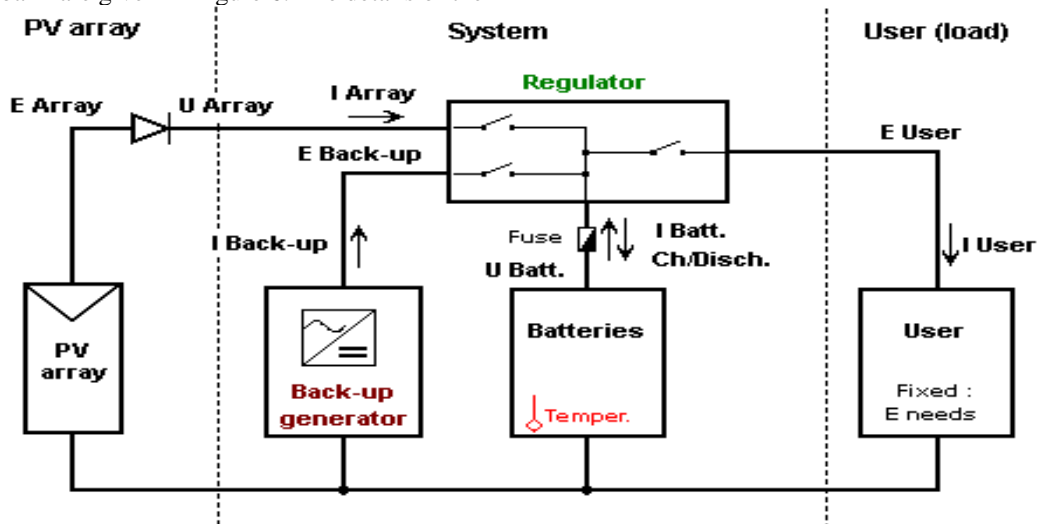 PV array
System
User (load)
Regulator
I Array
E Array
U Array
E Back-up
E User
I Back-up
Fuse
I Batt.
Ch/Disch.
U Batt.
I User
PV
array
Back-up
generator
Batteries
Temper.
User
Fixed :
E needs